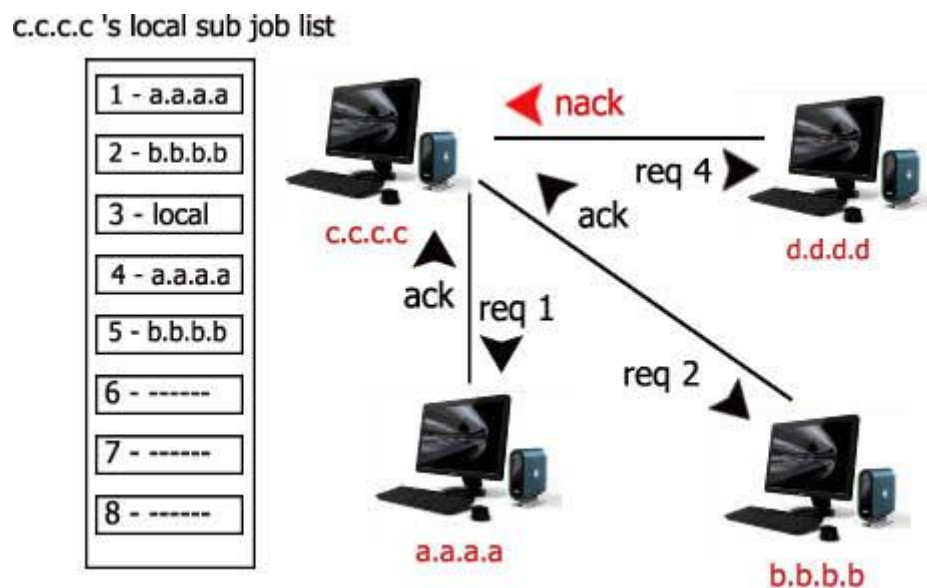 c.c.c.c 's local sub job list
1 - a.a.a.a
2 - b.b.b.b
3 - local
4 - a.a.a.a
5 - b.b.b.b
6 - ------
7 - ------
8 - ------
nack
req 4
ack
c.c.c.c
d.d.d.d
ack
req 1
req 2
a.a.a.a
b.b.b.b